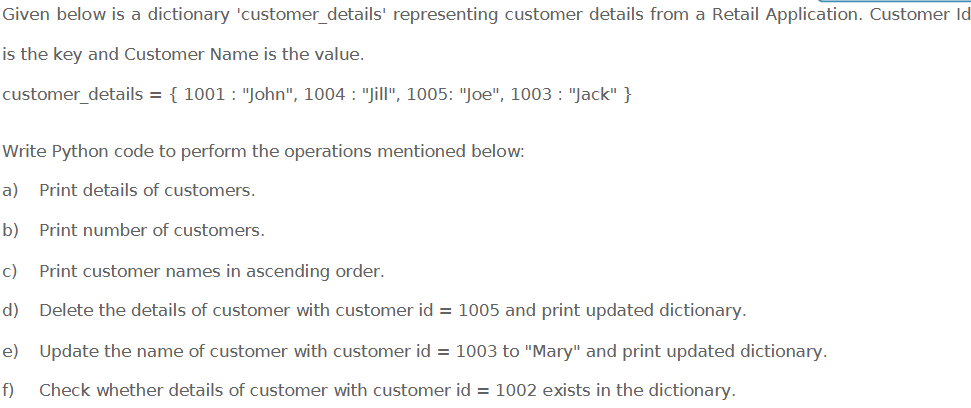 Given below is a dictionary 'customer_details' representing customer details from a Retail Application. Customer Id
is the key and Customer Name is the value.
customer_details = { 1001 : "John", 1004 : "Jill", 1005: "Joe", 1003 : "Jack" }
Write Python code to perform the operations mentioned below:
a) Print details of customers.
b) Print number of customers.
c) Print customer names in ascending order.
d) Delete the details of customer with customer id = 1005 and print updated dictionary.
e) Update the name of customer with customer id = 1003 to "Mary" and print updated dictionary.
f) Check whether details of customer with customer id = 1002 exists in the dictionary.